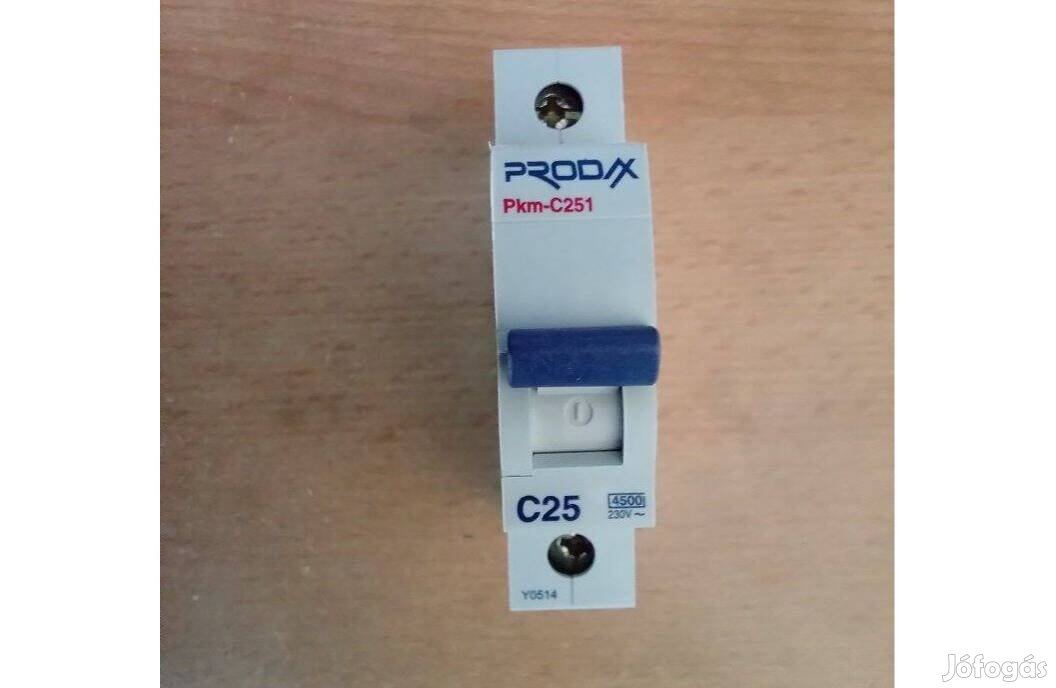 PRODAX
Pkm-C251
C25
4500
230V~
Y0514
Jófogás